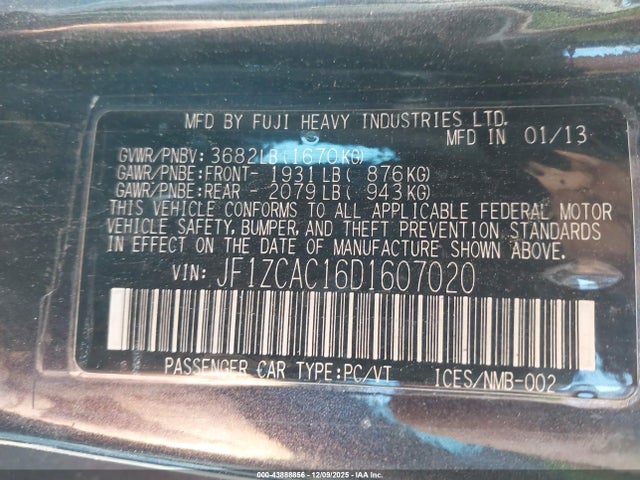 MFD BY FUJI HEAVY INDUSTRIES LTD.
MFD IN 01/13
GVWR/PNBV: 3682LB(1670KG)
GAWR/PNBE:FRONT- 1931LB( 876KG)
GAWR/PNBE:REAR - 2079LB( 943KG)
THIS VEHICLE CONFORMS TO ALL APPLICABLE FEDERAL MOTOR
VEHICLE SAFETY, BUMPER, AND THEFT PREVENTION STANDARDS
IN EFFECT ON THE DATE OF MANUFACTURE SHOWN ABOVE.
VIN: JF1ZCAC16D1607020
PASSENGER CAR TYPE:PC/VT ICES/NMB-002
000-43888856 - 12/09/2025 - IAA Inc.